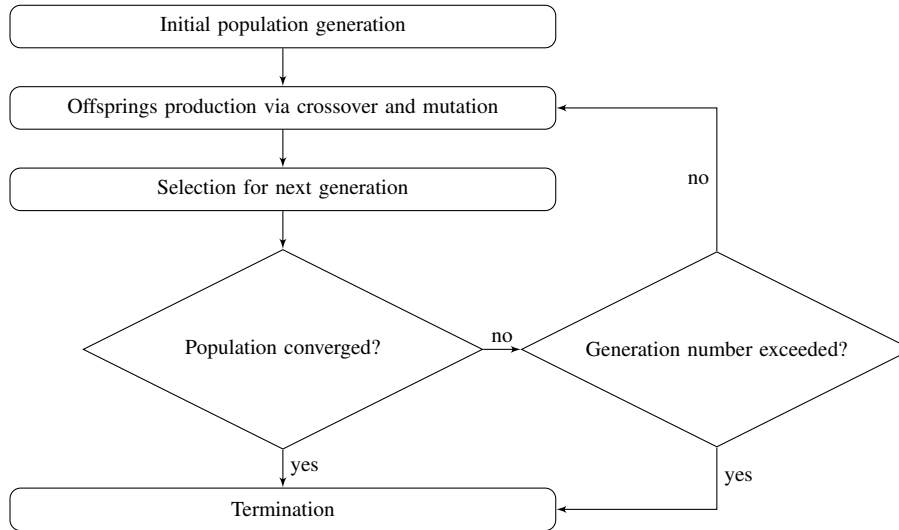 Initial population generation
Offsprings production via crossover and mutation
no
Selection for next generation
Population converged?
no
Generation number exceeded?
yes
yes
Termination